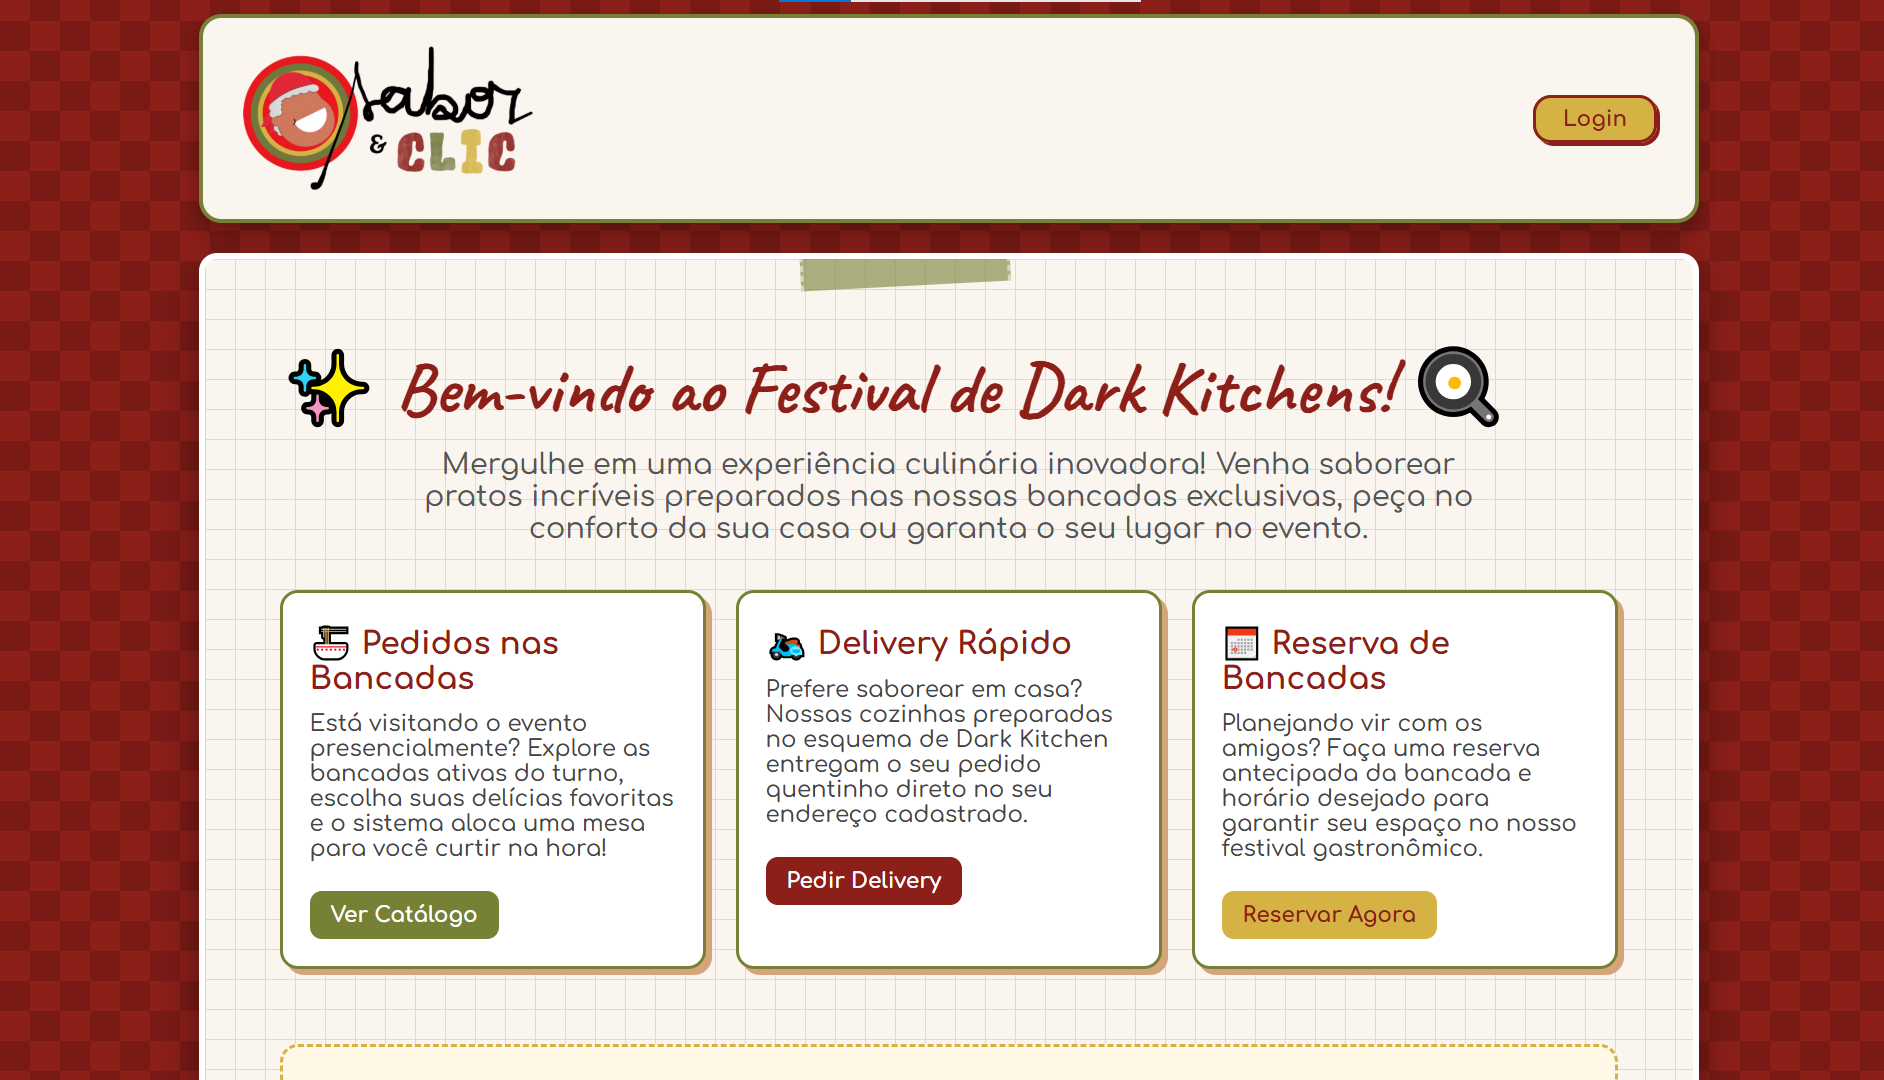 Sabor
& CLIC
Login
Bem-vindo ao Festival de Dark Kitchens!
Mergulhe em uma experiência culinária inovadora! Venha saborear
pratos incríveis preparados nas nossas bancadas exclusivas, peça no
conforto da sua casa ou garanta o seu lugar no evento.
Pedidos nas
Bancadas
Está visitando o evento
presencialmente? Explore as
bancadas ativas do turno,
escolha suas delícias favoritas
e o sistema aloca uma mesa
para você curtir na hora!
Ver Catálogo
Delivery Rápido
Prefere saborear em casa?
Nossas cozinhas preparadas
no esquema de Dark Kitchen
entregam o seu pedido
quentinho direto no seu
endereço cadastrado.
Pedir Delivery
Reserva de
Bancadas
Planejando vir com os
amigos? Faça uma reserva
antecipada da bancada e
horário desejado para
garantir seu espaço no nosso
festival gastronômico.
Reservar Agora